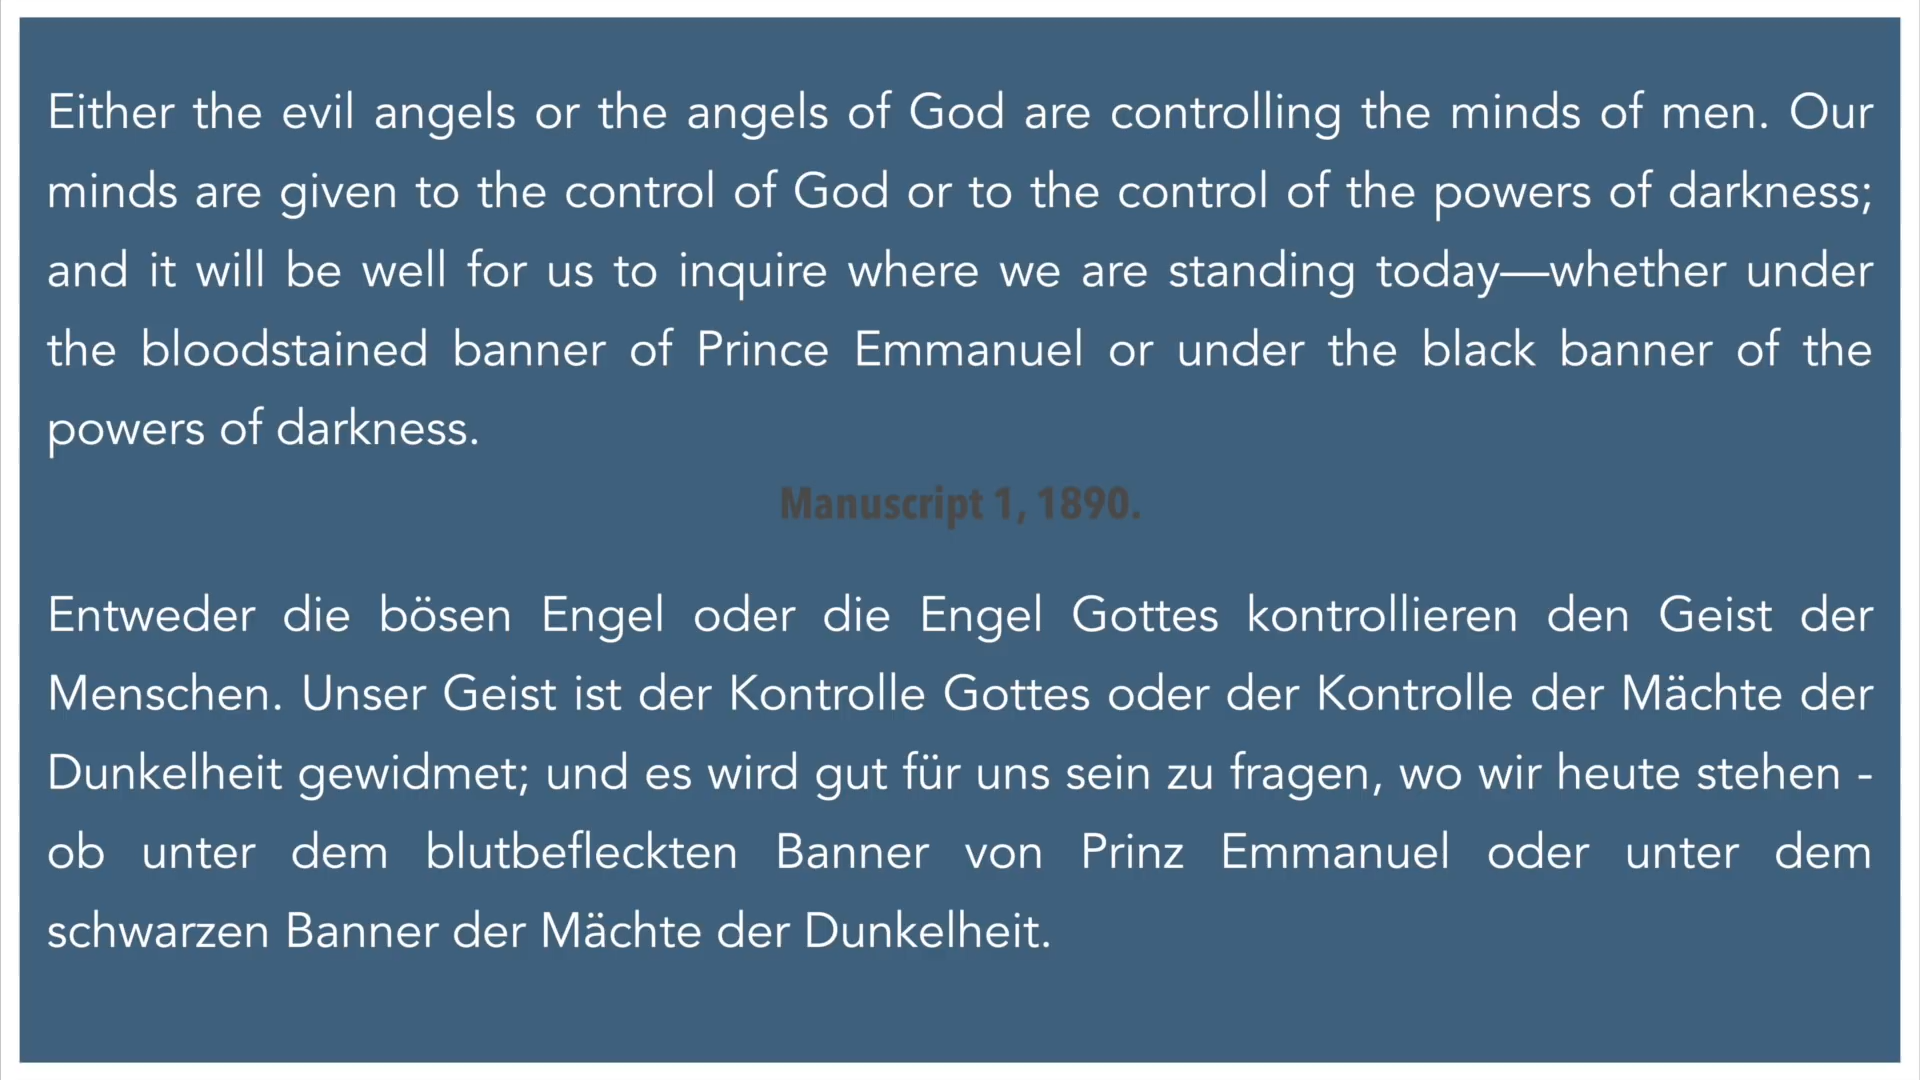 Either the evil angels or the angels of God are controlling the minds of men. Our
minds are given to the control of God or to the control of the powers of darkness;
and it will be well for us to inquire where we are standing today—whether under
the bloodstained banner of Prince Emmanuel or under the black banner of the
powers of darkness.
Manuscript 1, 1890.
Entweder die bösen Engel oder die Engel Gottes kontrollieren den Geist der
Menschen. Unser Geist ist der Kontrolle Gottes oder der Kontrolle der Mächte der
Dunkelheit gewidmet; und es wird gut für uns sein zu fragen, wo wir heute stehen -
ob unter dem blutbefleckten Banner von Prinz Emmanuel oder unter dem
schwarzen Banner der Mächte der Dunkelheit.